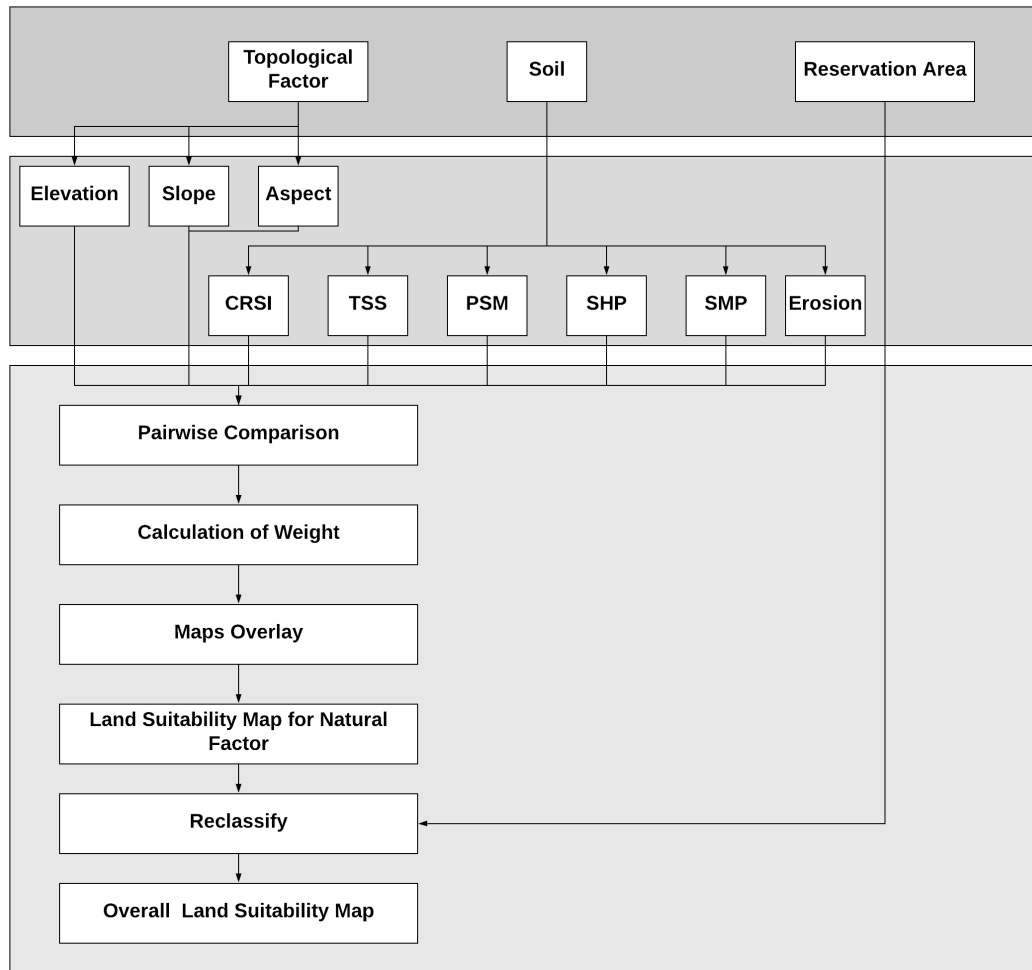 Topological
Factor
Soil
Reservation Area
Elevation
Slope
Aspect
CRSI
TSS
PSM
SHP
SMP
Erosion
Pairwise Comparison
Calculation of Weight
Maps Overlay
Land Suitability Map for Natural
Factor
Reclassify
Overall Land Suitability Map